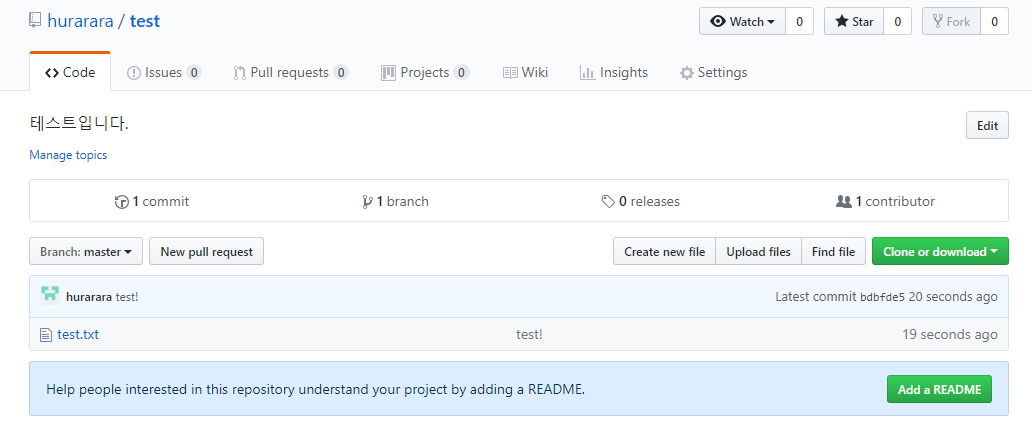 hurarara / test Watch 0 Star 0 Fork 0
Code Issues 0 Pull requests 0 Projects 0 Wiki Insights Settings
테스트입니다. Edit
Manage topics
1 commit 1 branch 0 releases 1 contributor
Branch: master New pull request Create new file Upload files Find file Clone or download
hurarara test! Latest commit bdbfde5 20 seconds ago
test.txt test! 19 seconds ago
Help people interested in this repository understand your project by adding a README. Add a README